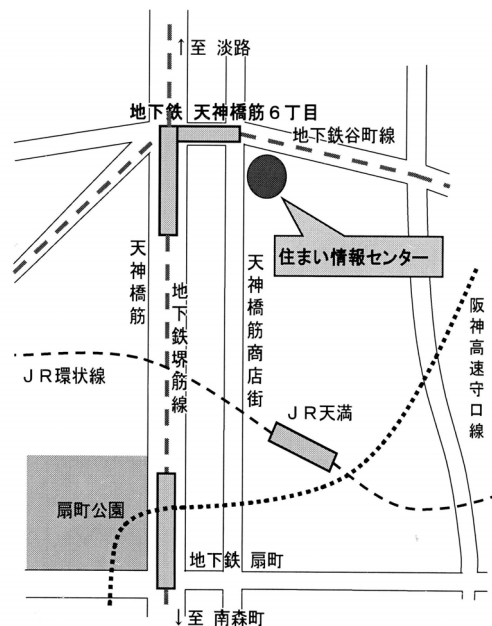 ↑至 淡路
地下鉄 天神橋筋6丁目
地下鉄谷町線
住まい情報センター
天神橋筋
地下鉄堺筋線
天神橋筋商店街
阪神高速守口線
JR環状線
JR天満
扇町公園
地下鉄 扇町
↓至 南森町